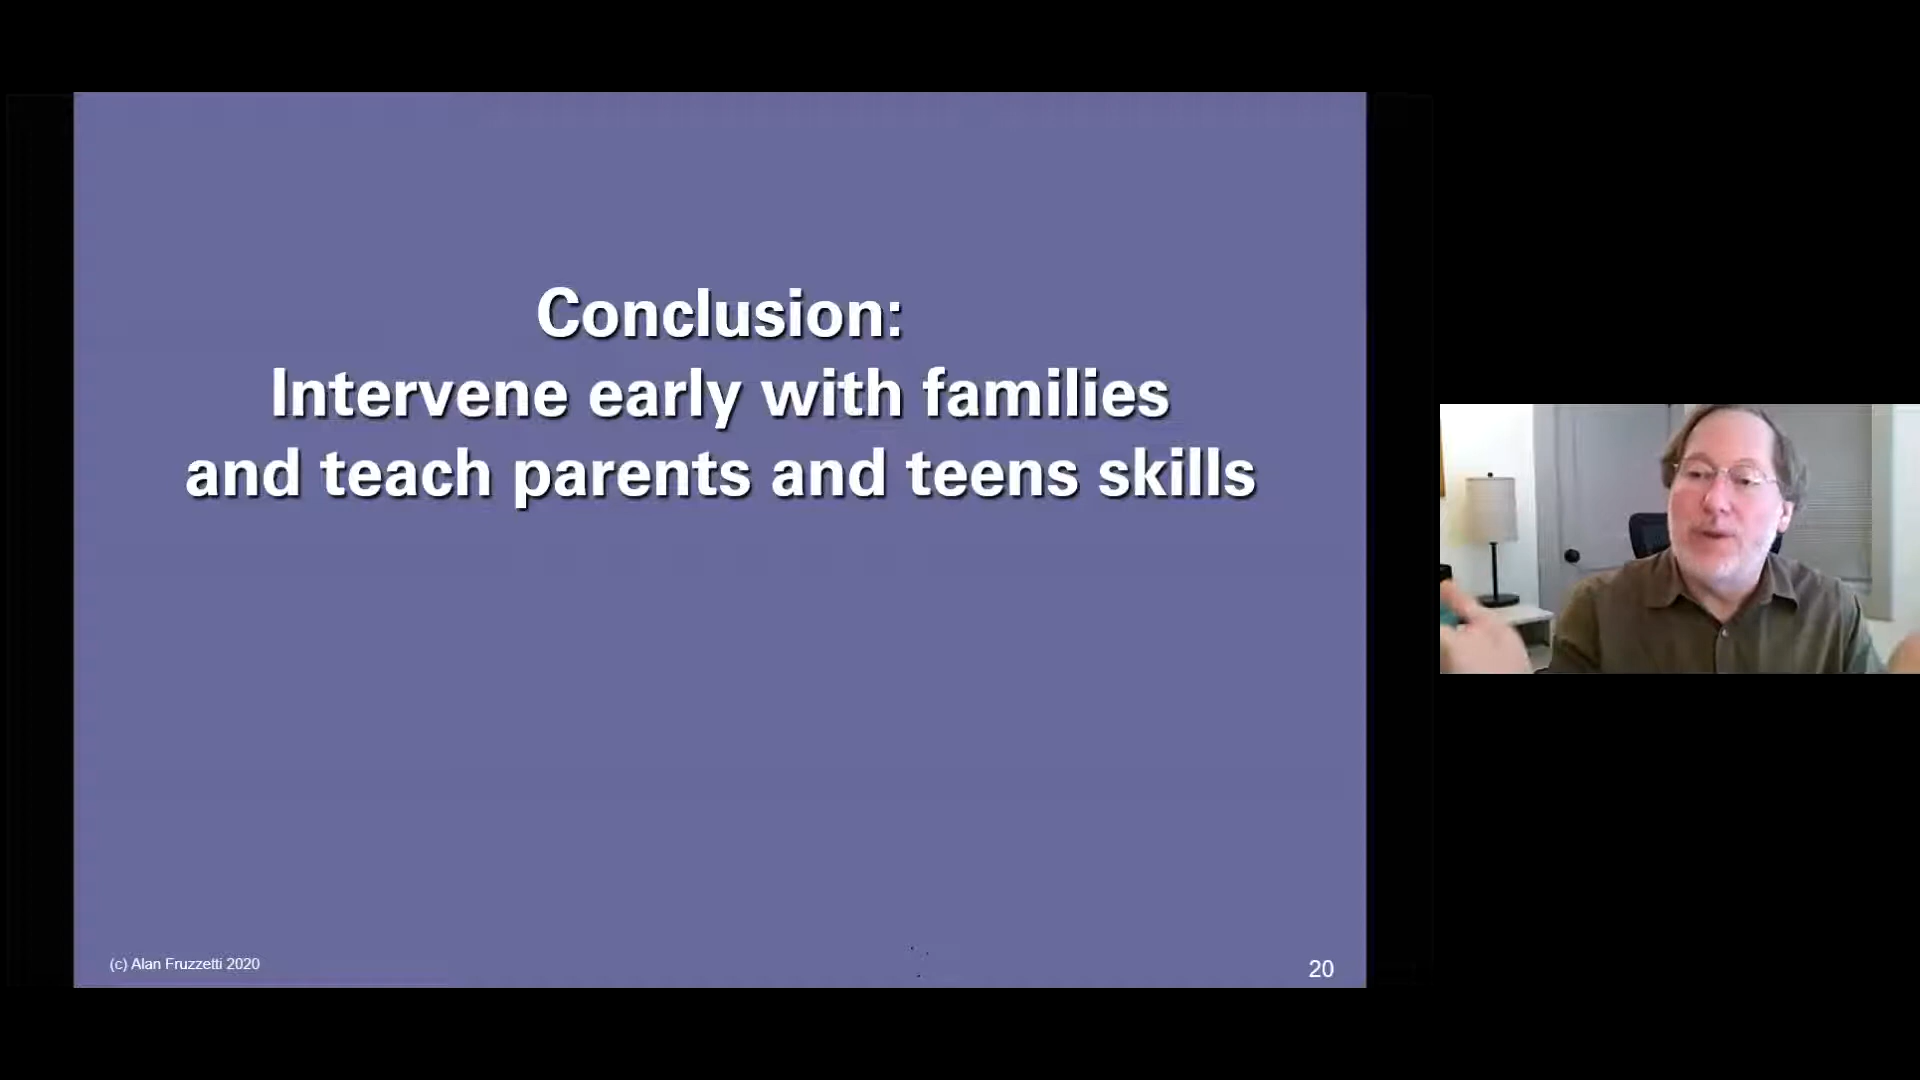 Conclusion:
Intervene early with families
and teach parents and teens skills
(c) Alan Fruzzetti 2020
20